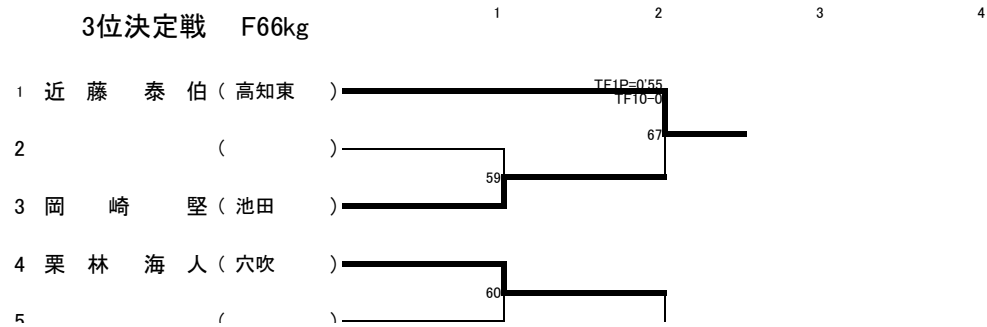 1 2 3 4
3位決定戦 F66kg
1 近藤 泰伯 ( 高知東 )
TF1P=0'55
TF10-0
67
2 ( )
59
3 岡崎 堅 ( 池田 )
4 栗林 海人 ( 穴吹 )
60
5 ( )